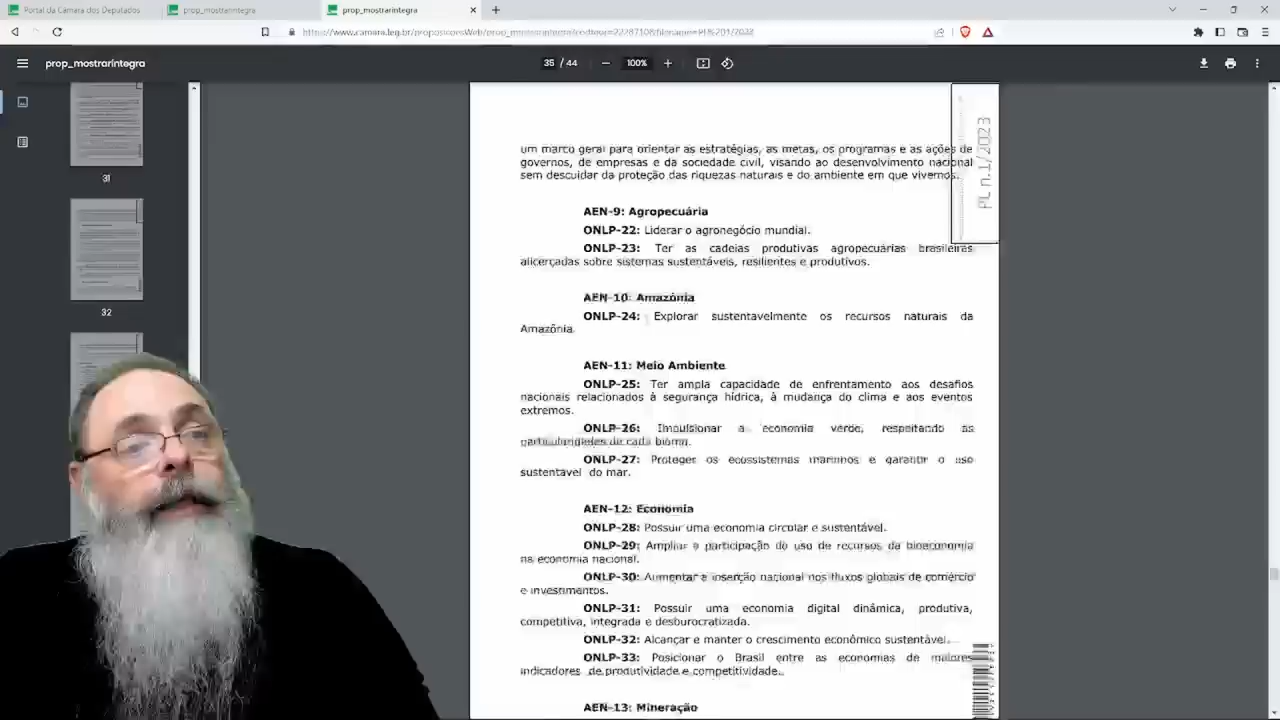 Portal da Câmara dos Deputados
prop_mostrarintegra
prop_mostrarintegra
prop_mostrarintegra
35 / 44
100%
31
32
PL n.1/2023
um marco geral para orientar as estratégias, as metas, os programas e as ações de
governos, de empresas e da sociedade civil, visando ao desenvolvimento nacional
sem descuidar da proteção das riquezas naturais e do ambiente em que vivemos.
AEN-9: Agropecuária
ONLP-22: Liderar o agronegócio mundial.
ONLP-23: Ter as cadeias produtivas agropecuárias brasileiras
alicerçadas sobre sistemas sustentáveis, resilientes e produtivos.
AEN-10: Amazônia
ONLP-24: Explorar sustentavelmente os recursos naturais da
Amazônia.
AEN-11: Meio Ambiente
ONLP-25: Ter ampla capacidade de enfrentamento aos desafios
nacionais relacionados à segurança hídrica, à mudança do clima e aos eventos
extremos.
ONLP-26: Impulsionar a economia verde, respeitando as
particularidades de cada bioma.
ONLP-27: Proteger os ecossistemas marinhos e garantir o uso
sustentável do mar.
AEN-12: Economia
ONLP-28: Possuir uma economia circular e sustentável.
ONLP-29: Ampliar a participação do uso de recursos da bioeconomia
na economia nacional.
ONLP-30: Aumentar a inserção nacional nos fluxos globais de comércio
e investimentos.
ONLP-31: Possuir uma economia digital dinâmica, produtiva,
competitiva, integrada e desburocratizada.
ONLP-32: Alcançar e manter o crescimento econômico sustentável.
ONLP-33: Posicionar o Brasil entre as economias de maiores
indicadores de produtividade e competitividade.
AEN-13: Mineração